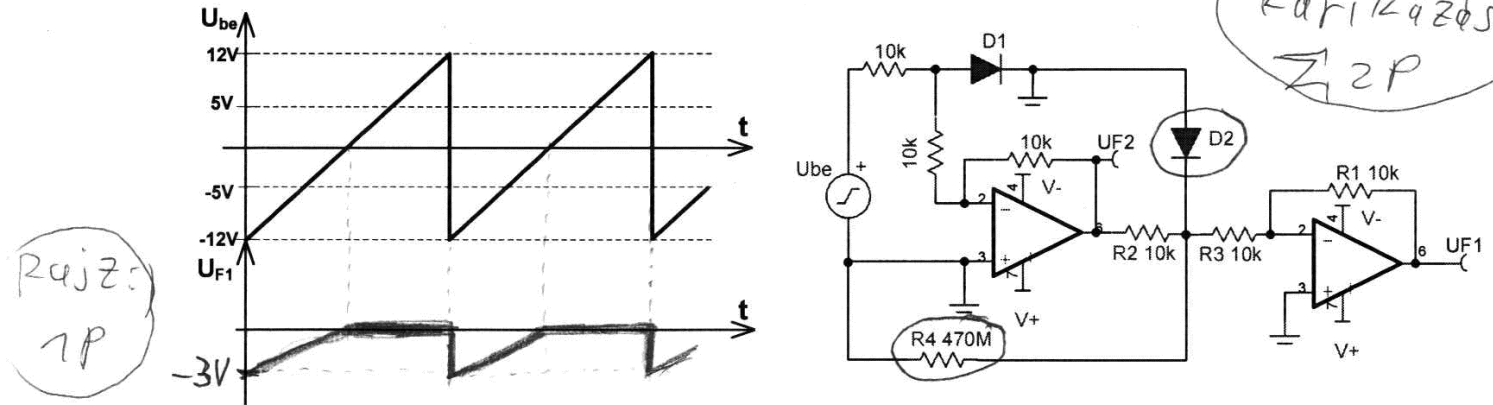 Ube
12V
5V
t
-5V
-12V
UF1
t
-3V
Rajz:
1P
Σ 2P
10k
D1
10k
10k
UF2
D2
Ube
+
V-
2
4
6
3
7
V+
R2 10k
R3 10k
R1 10k
V-
2
4
6
3
7
UF1
V+
R4 470M